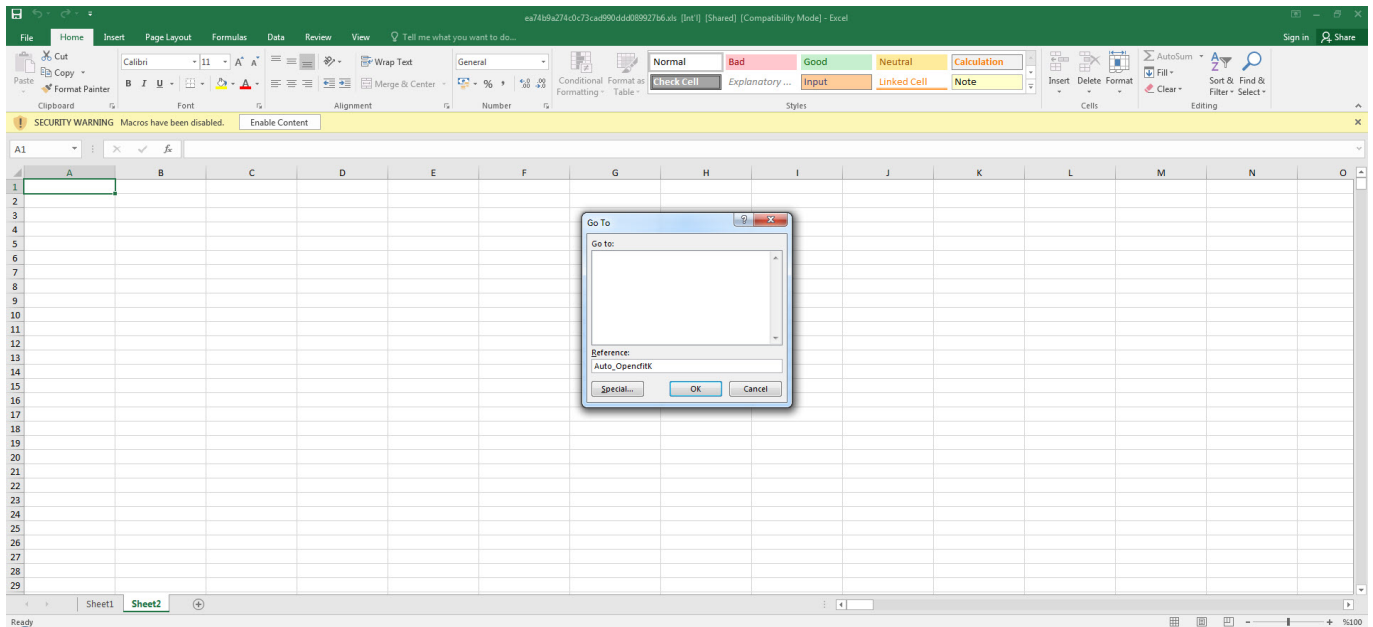 ea74b9a274c0c73cad990ddd089927b6.xls [Int'l] [Shared] [Compatibility Mode] - Excel
File Home Insert Page Layout Formulas Data Review View Tell me what you want to do... Sign in Share
Paste
Cut
Copy
Format Painter
Clipboard
Calibri 11 A A
B I U A
Font
Wrap Text
Merge & Center
Alignment
General
% , .0 .00
Number
Conditional Formatting
Format as Table
Normal Bad Good Neutral Calculation
Check Cell Explanatory ... Input Linked Cell Note
Styles
Insert Delete Format
Cells
AutoSum
Fill
Clear
Sort & Filter
Find & Select
Editing
SECURITY WARNING Macros have been disabled. Enable Content
A1 fx
A B C D E F G H I J K L M N O
1
2
3
4
5
6
7
8
9
10
11
12
13
14
15
16
17
18
19
20
21
22
23
24
25
26
27
28
29
Go To
Go to:
Reference:
Auto_OpencfitK
Special... OK Cancel
Sheet1 Sheet2
Ready %100